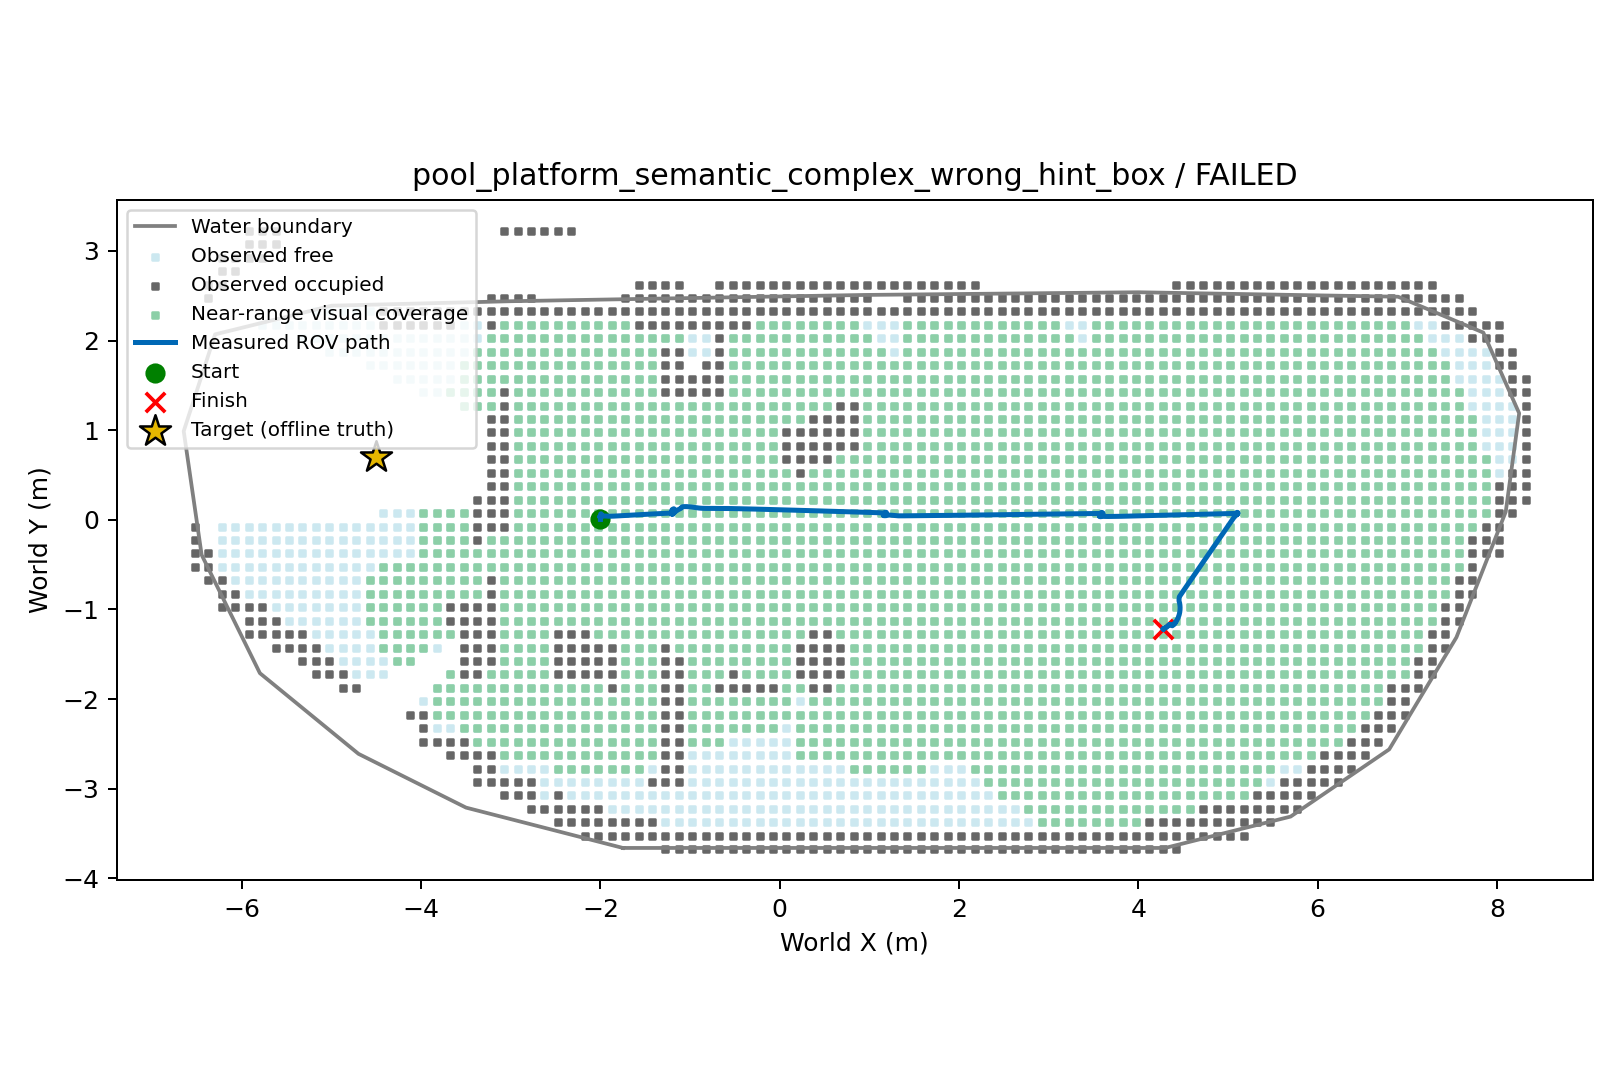 pool_platform_semantic_complex_wrong_hint_box / FAILED
Water boundary
Observed free
Observed occupied
Near-range visual coverage
Measured ROV path
Start
Finish
Target (offline truth)
World Y (m)
3
2
1
0
−1
−2
−3
−4
−6
−4
−2
0
2
4
6
8
World X (m)